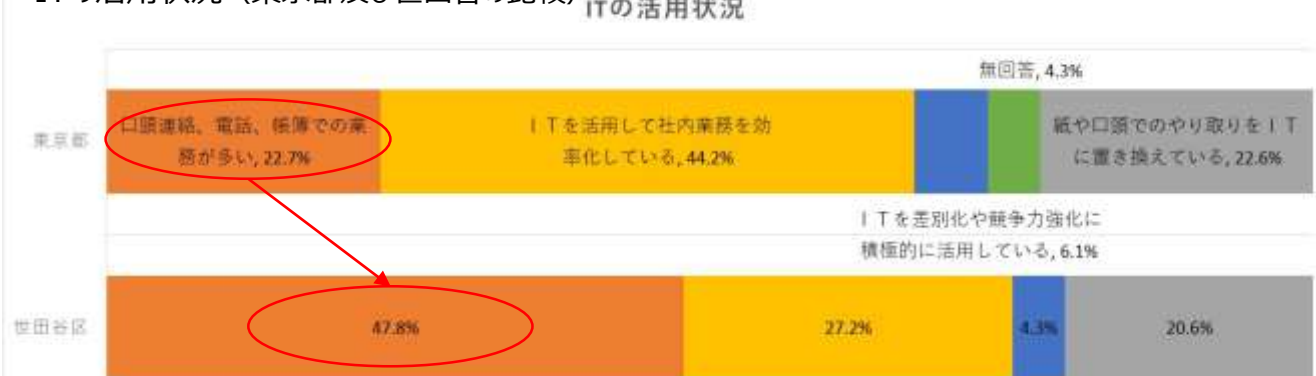 ITの活用状況
無回答, 4.3%
東京都
口頭連絡、電話、帳簿での業
務が多い, 22.7%
ＩＴを活用して社内業務を効
率化している, 44.2%
紙や口頭でのやり取りをＩＴ
に置き換えている, 22.6%
ＩＴを差別化や競争力強化に
積極的に活用している, 6.1%
世田谷区
47.8%
27.2%
4.3%
20.6%